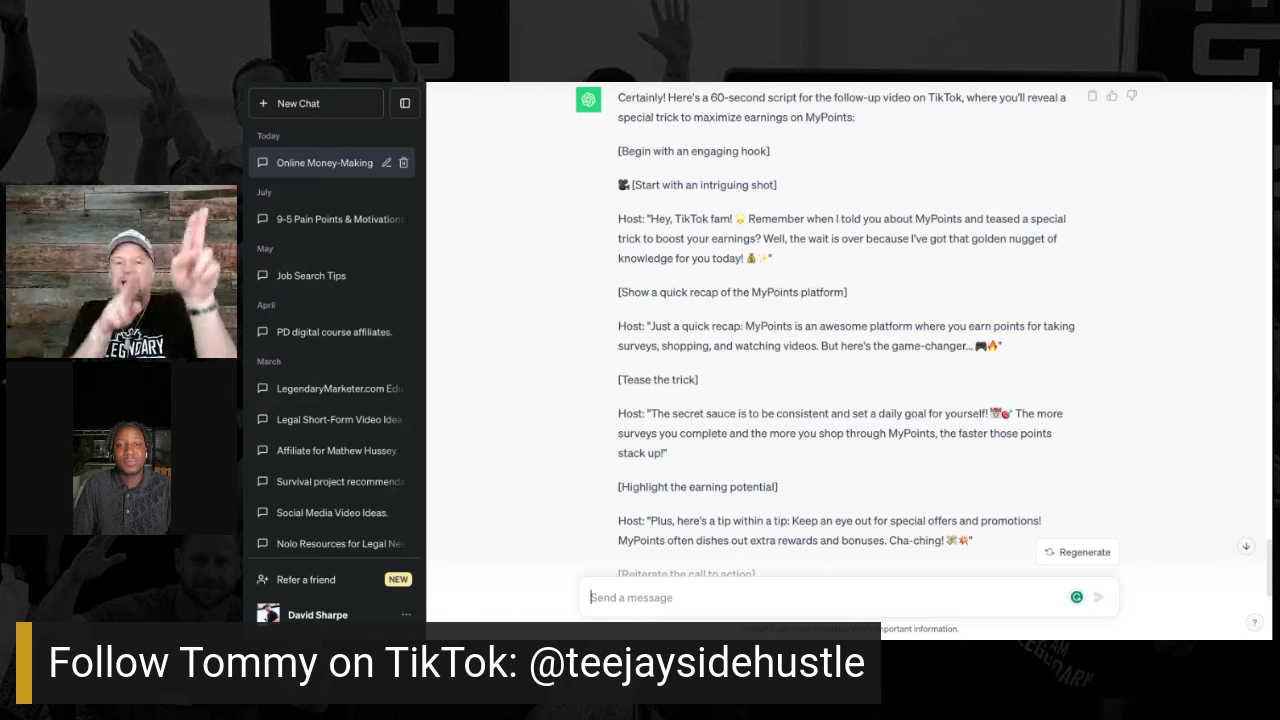 New Chat
Today
Online Money-Making
July
9-5 Pain Points & Motivation
May
Job Search Tips
April
PD digital course affiliates.
March
LegendaryMarketer.com Edu
Legal Short-Form Video Idea
Affiliate for Mathew Hussey.
Survival project recommenda
Social Media Video Ideas.
Nolo Resources for Legal Nee
Refer a friend
NEW
David Sharpe
Certainly! Here's a 60-second script for the follow-up video on TikTok, where you'll reveal a
special trick to maximize earnings on MyPoints:
[Begin with an engaging hook]
🎥 [Start with an intriguing shot]
Host: "Hey, TikTok fam! 🌟 Remember when I told you about MyPoints and teased a special
trick to boost your earnings? Well, the wait is over because I've got that golden nugget of
knowledge for you today! 💰✨"
[Show a quick recap of the MyPoints platform]
Host: "Just a quick recap: MyPoints is an awesome platform where you earn points for taking
surveys, shopping, and watching videos. But here's the game-changer... 🎮🔥"
[Tease the trick]
Host: "The secret sauce is to be consistent and set a daily goal for yourself! 📅🎯 The more
surveys you complete and the more you shop through MyPoints, the faster those points
stack up!"
[Highlight the earning potential]
Host: "Plus, here's a tip within a tip: Keep an eye out for special offers and promotions!
MyPoints often dishes out extra rewards and bonuses. Cha-ching! 💸💥"
[Reiterate the call to action]
Regenerate
Send a message
important information.
?
LEGENDARY
Follow Tommy on TikTok: @teejaysidehustle